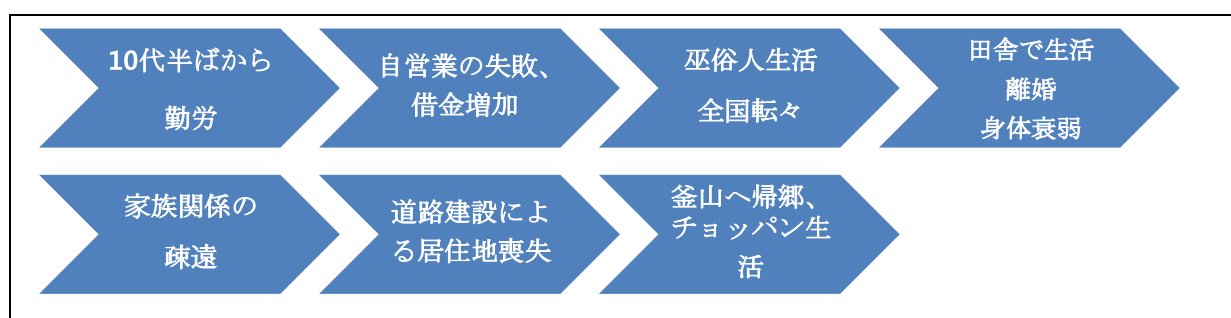 10代半ばから
勤労
自営業の失敗、
借金増加
巫俗人生活
全国転々
田舎で生活
離婚
身体衰弱
家族関係の
疎遠
道路建設によ
る居住地喪失
釜山へ帰郷、
チョッパン生
活